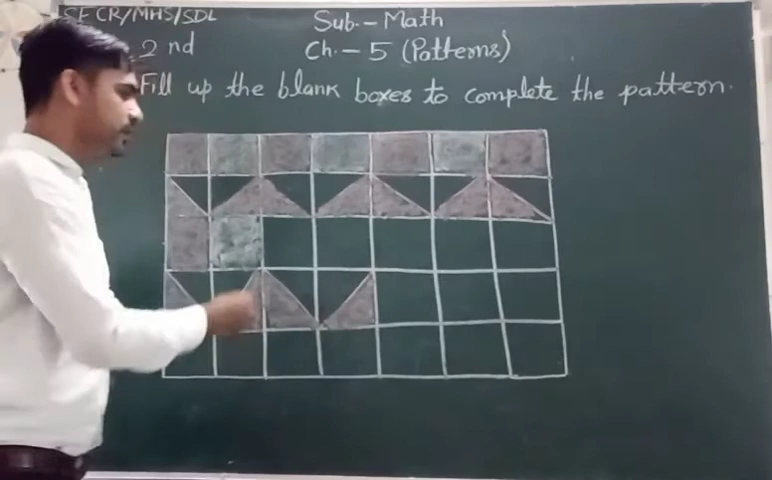 SECR/MHS/SDL
Sub.- Math
2 nd
Ch.- 5 (Patterns)
Fill up the blank boxes to complete the pattern.